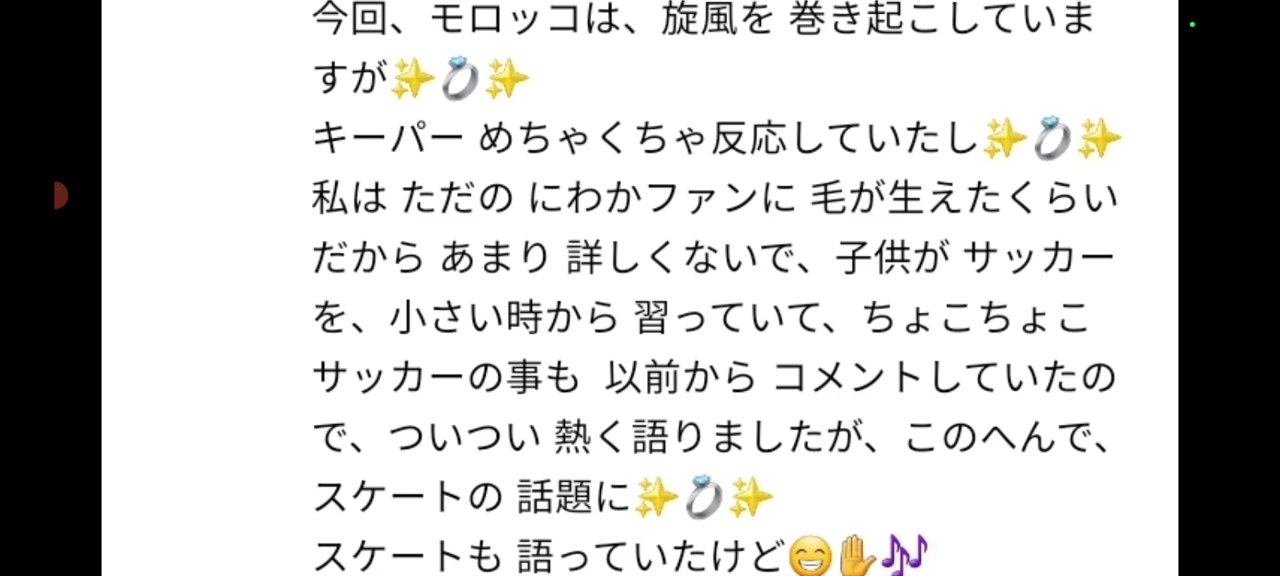 今回、モロッコは、旋風を 巻き起こしていま
すが✨💍✨
キーパー めちゃくちゃ反応していたし✨💍✨
私は ただの にわかファンに 毛が生えたくらい
だから あまり 詳しくないで、子供が サッカー
を、小さい時から 習っていて、ちょこちょこ
サッカーの事も  以前から コメントしていたの
で、ついつい 熱く語りましたが、このへんで、
スケートの 話題に✨💍✨
スケートも 語っていたけど😁✋🎶